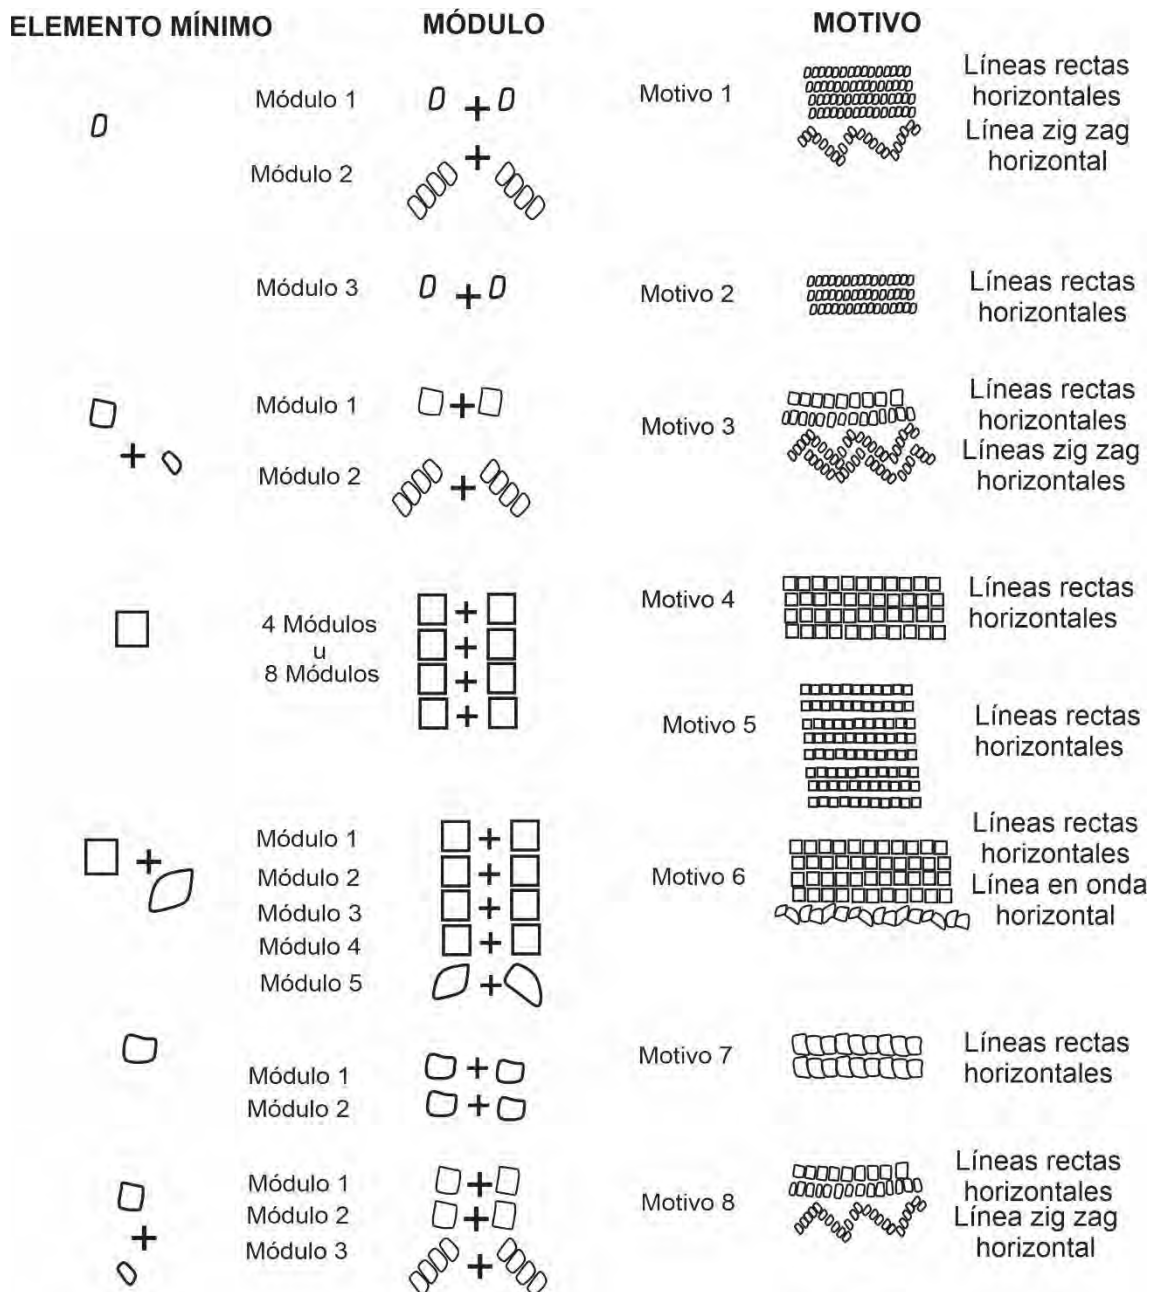 ELEMENTO MÍNIMO MÓDULO MOTIVO
Módulo 1
Módulo 2
Motivo 1
Líneas rectas
horizontales
Línea zig zag
horizontal
Módulo 3
Motivo 2
Líneas rectas
horizontales
Módulo 1
Módulo 2
Motivo 3
Líneas rectas
horizontales
Líneas zig zag
horizontales
4 Módulos
u
8 Módulos
Motivo 4
Líneas rectas
horizontales
Motivo 5
Líneas rectas
horizontales
Módulo 1
Módulo 2
Módulo 3
Módulo 4
Módulo 5
Motivo 6
Líneas rectas
horizontales
Línea en onda
horizontal
Módulo 1
Módulo 2
Motivo 7
Líneas rectas
horizontales
Módulo 1
Módulo 2
Módulo 3
Motivo 8
Líneas rectas
horizontales
Línea zig zag
horizontal